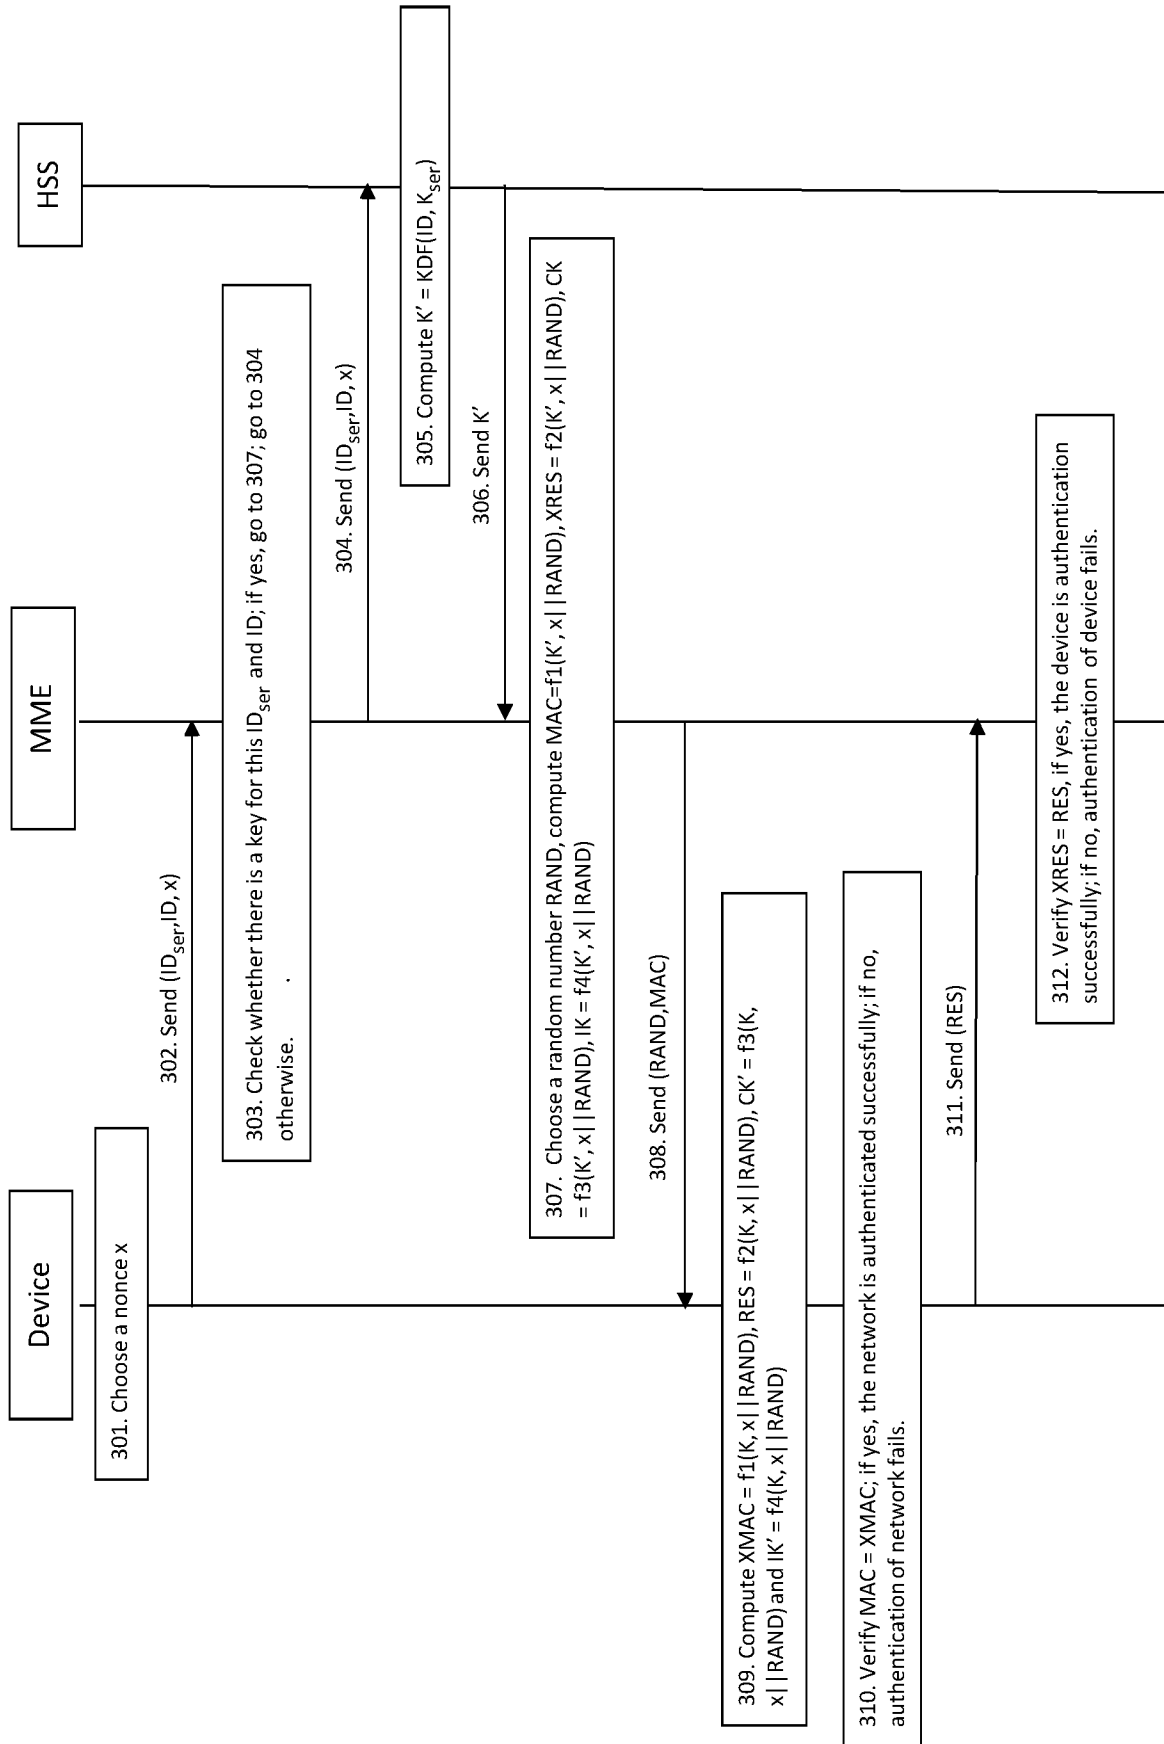 Device
MME
HSS
301. Choose a nonce x
302. Send (ID_ser,ID, x)
303. Check whether there is a key for this ID_ser and ID; if yes, go to 307; go to 304
otherwise. .
304. Send (ID_ser,ID, x)
305. Compute K′ = KDF(ID, K_ser)
306. Send K′
307. Choose a random number RAND, compute MAC=f1(K′, x||RAND), XRES = f2(K′, x||RAND), CK
= f3(K′, x||RAND), IK = f4(K′, x||RAND)
308. Send (RAND,MAC)
309. Compute XMAC = f1(K, x||RAND), RES = f2(K, x||RAND), CK′ = f3(K,
x||RAND) and IK′ = f4(K, x||RAND)
310. Verify MAC = XMAC; if yes, the network is authenticated successfully; if no,
authentication of network fails.
311. Send (RES)
312. Verify XRES = RES, if yes, the device is authentication
successfully; if no, authentication of device fails.